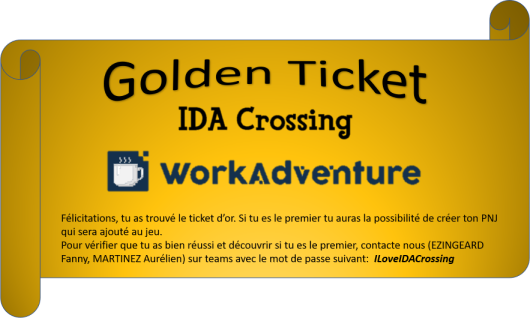 Golden Ticket
IDA Crossing
WorkAdventure
Félicitations, tu as trouvé le ticket d'or. Si tu es le premier tu auras la possibilité de créer ton PNJ
qui sera ajouté au jeu.
Pour vérifier que tu as bien réussi et découvrir si tu es le premier, contacte nous (EZINGEARD
Fanny, MARTINEZ Aurélien) sur teams avec le mot de passe suivant: ILoveIDACrossing